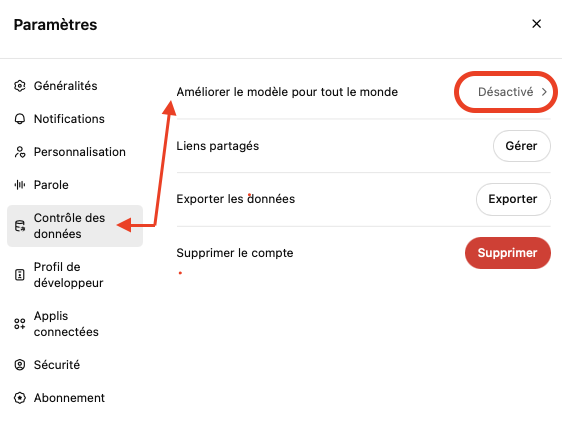 Paramètres
Généralités
Notifications
Personnalisation
Parole
Contrôle des
données
Profil de
développeur
Applis
connectées
Sécurité
Abonnement
Améliorer le modèle pour tout le monde
Désactivé
Liens partagés
Gérer
Exporter les données
Exporter
Supprimer le compte
Supprimer